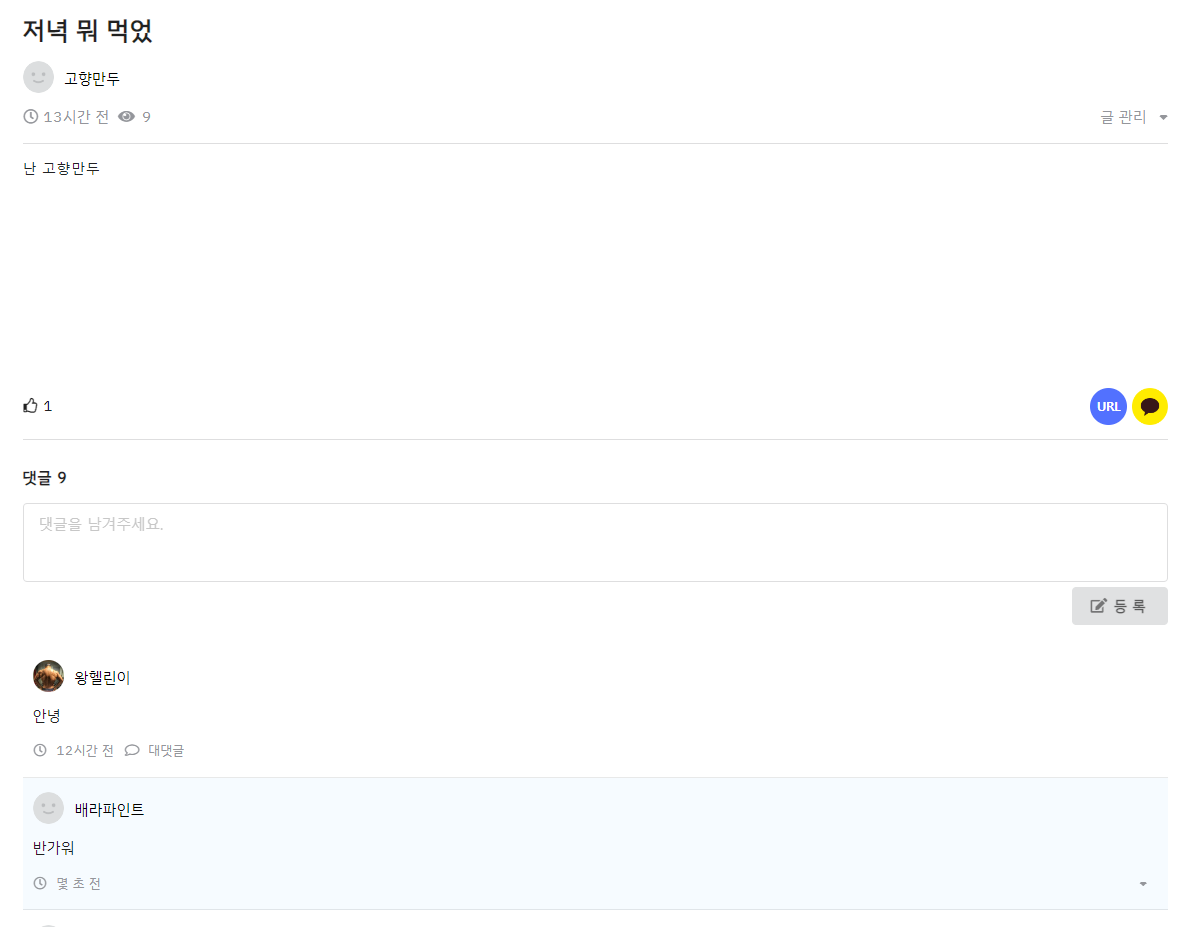 저녁 뭐 먹었
고향만두
13시간 전 9
글 관리
난 고향만두
1
URL
댓글 9
댓글을 남겨주세요.
등 록
왕헬린이
안녕
12시간 전 대댓글
배라파인트
반가워
몇 초 전